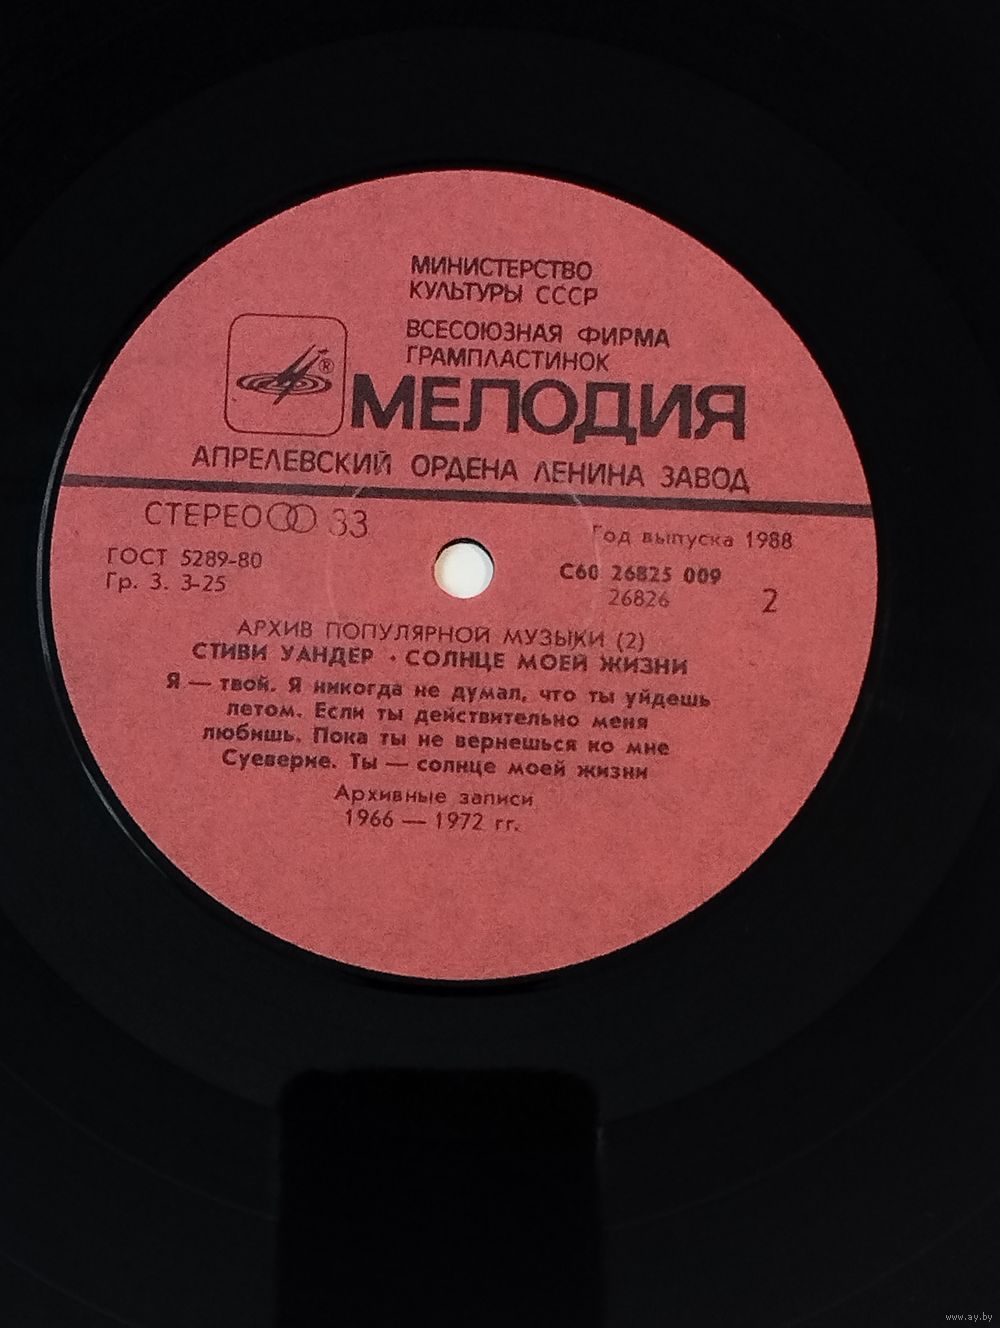 МИНИСТЕРСТВО
КУЛЬТУРЫ СССР
ВСЕСОЮЗНАЯ ФИРМА
ГРАМПЛАСТИНОК
®
МЕЛОДИЯ
АПРЕЛЕВСКИЙ ОРДЕНА ЛЕНИНА ЗАВОД
СТЕРЕО 33
ГОСТ 5289-80
Гр. 3. 3-25
Год выпуска 1988
С60 26825 009
26826
2
АРХИВ ПОПУЛЯРНОЙ МУЗЫКИ (2)
СТИВИ УАНДЕР • СОЛНЦЕ МОЕЙ ЖИЗНИ
Я — твой. Я никогда не думал, что ты уйдешь
летом. Если ты действительно меня
любишь. Пока ты не вернешься ко мне
Суеверие. Ты — солнце моей жизни
Архивные записи
1966 — 1972 гг.
www.ay.by